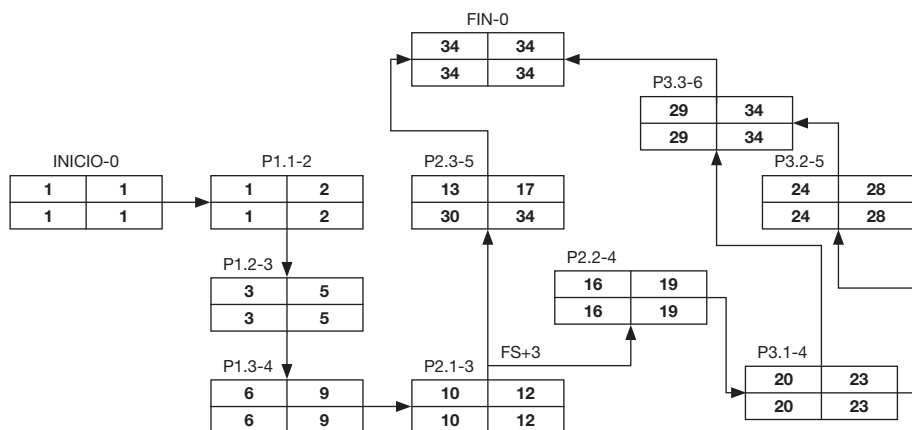 FIN-0
34 34
34 34
P3.3-6
29 34
29 34
INICIO-0
1 1
1 1
P1.1-2
1 2
1 2
P2.3-5
13 17
30 34
P3.2-5
24 28
24 28
P1.2-3
3 5
3 5
P2.2-4
16 19
16 19
P1.3-4
6 9
6 9
P2.1-3
10 12
10 12
FS+3
P3.1-4
20 23
20 23